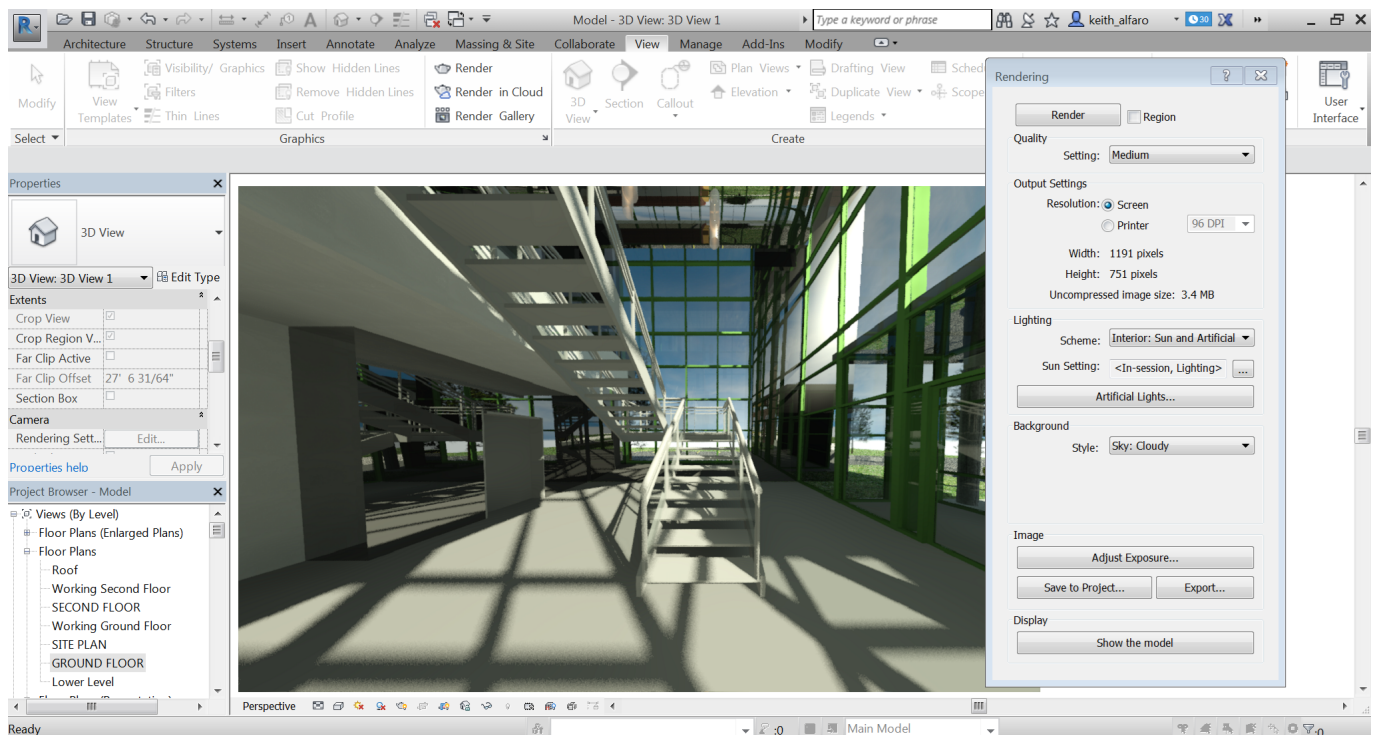 Model - 3D View: 3D View 1
Type a keyword or phrase
keith_alfaro
30
Architecture Structure Systems Insert Annotate Analyze Massing & Site Collaborate View Manage Add-Ins Modify
Modify
View
Templates
Visibility/ Graphics
Filters
Thin Lines
Show Hidden Lines
Remove Hidden Lines
Cut Profile
Render
Render in Cloud
Render Gallery
3D
View
Section
Callout
Plan Views
Elevation
Drafting View
Duplicate View
Legends
Sched
Scope
User
Interface
Select
Graphics
Create
Properties
3D View
3D View: 3D View 1
Edit Type
Extents
Crop View
Crop Region V...
Far Clip Active
Far Clip Offset 27' 6 31/64"
Section Box
Camera
Rendering Sett... Edit...
Properties help
Apply
Project Browser - Model
Views (By Level)
Floor Plans (Enlarged Plans)
Floor Plans
Roof
Working Second Floor
SECOND FLOOR
Working Ground Floor
SITE PLAN
GROUND FLOOR
Lower Level
Rendering
Render
Region
Quality
Setting: Medium
Output Settings
Resolution: Screen
Printer 96 DPI
Width: 1191 pixels
Height: 751 pixels
Uncompressed image size: 3.4 MB
Lighting
Scheme: Interior: Sun and Artificial
Sun Setting: <In-session, Lighting> ...
Artificial Lights...
Background
Style: Sky: Cloudy
Image
Adjust Exposure...
Save to Project... Export...
Display
Show the model
Perspective
Ready
:0
Main Model
:0